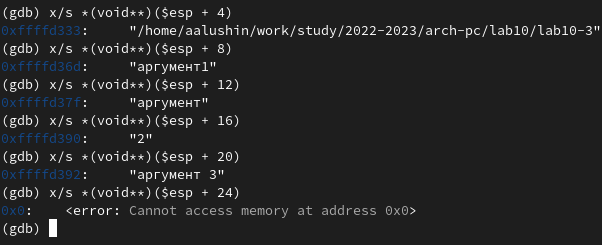 (gdb) x/s *(void**)($esp + 4)
0xffffd333:     "/home/aalushin/work/study/2022-2023/arch-pc/lab10/lab10-3"
(gdb) x/s *(void**)($esp + 8)
0xffffd36d:     "аргумент1"
(gdb) x/s *(void**)($esp + 12)
0xffffd37f:     "аргумент"
(gdb) x/s *(void**)($esp + 16)
0xffffd390:     "2"
(gdb) x/s *(void**)($esp + 20)
0xffffd392:     "аргумент 3"
(gdb) x/s *(void**)($esp + 24)
0x0:    <error: Cannot access memory at address 0x0>
(gdb)